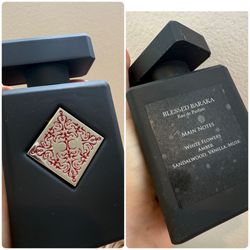 BLESSED BARAKA
Eau de Parfum
MAIN NOTES
WHITE FLOWERS
AMBER
SANDALWOOD, VANILLA, MUSK